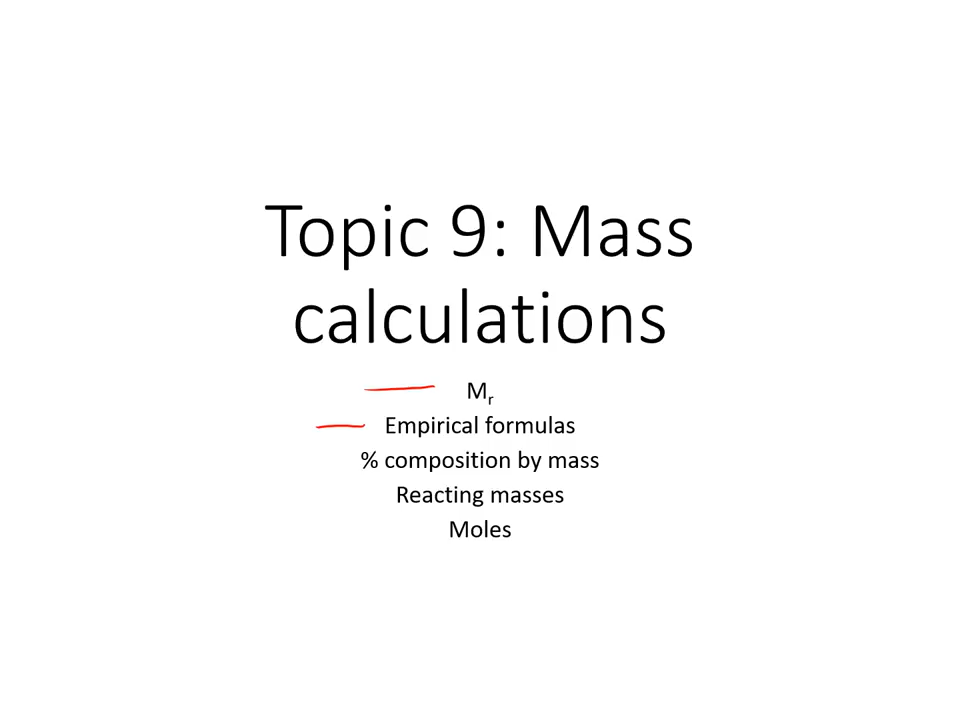 Topic 9: Mass
calculations
Mr
Empirical formulas
% composition by mass
Reacting masses
Moles